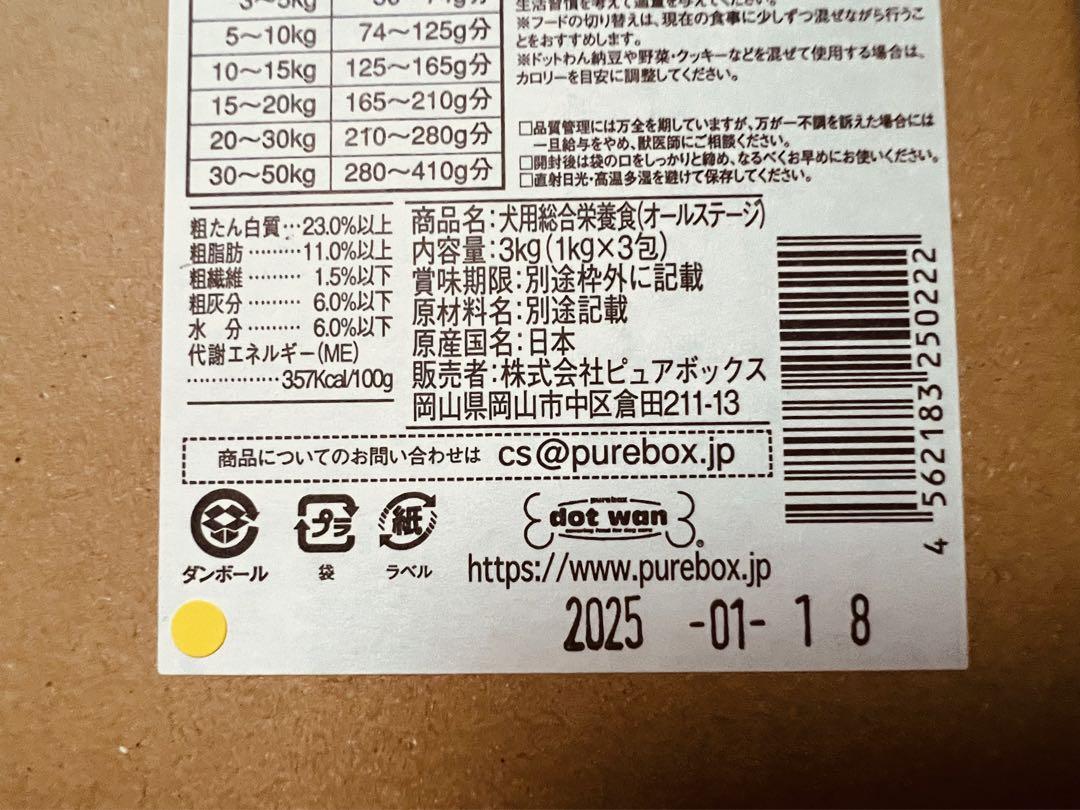 3～5kg
5～10kg 74～125g分
10～15kg 125～165g分
15～20kg 165～210g分
20～30kg 210～280g分
30～50kg 280～410g分
生活習慣を考えて適量を与えてください。
※フードの切り替えは、現在の食事に少しずつ混ぜながら行うこ
とをおすすめします。
※ドットわん納豆や野菜・クッキーなどを混ぜて使用する場合は、
カロリーを目安に調整してください。
□品質管理には万全を期していますが、万が一不調を訴えた場合には
一旦給与をやめ、獣医師にご相談ください。
□開封後は袋の口をしっかりと締め、なるべくお早めにお使いください。
□直射日光・高温多湿を避けて保存してください。
粗たん白質…23.0%以上
粗脂肪………11.0%以上
粗繊維………1.5%以下
粗灰分………6.0%以下
水 分………6.0%以下
代謝エネルギー(ME)
……………357Kcal/100g
商品名:犬用総合栄養食(オールステージ)
内容量:3kg(1kg×3包)
賞味期限:別途枠外に記載
原材料名:別途記載
原産国名:日本
販売者:株式会社ピュアボックス
岡山県岡山市中区倉田211-13
4562183250222
商品についてのお問い合わせは cs@purebox.jp
ダンボール
プラ
袋
紙
ラベル
purebox
dot wan
https://www.purebox.jp
2025 -01- 18